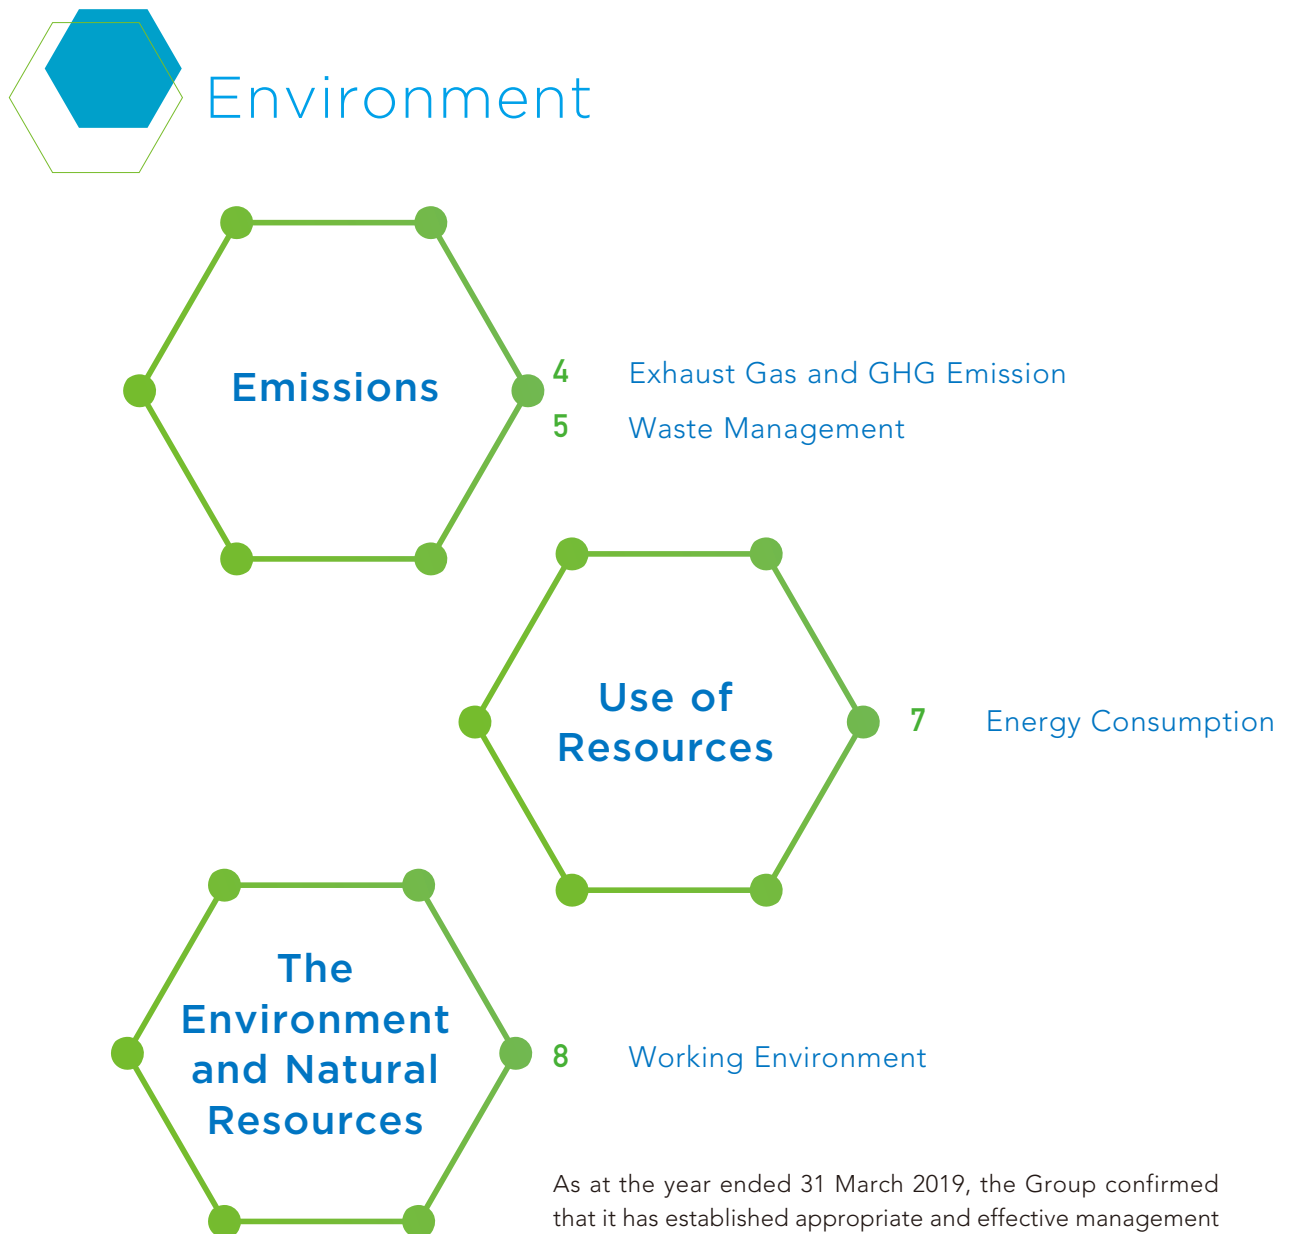 Environment
Emissions
4 Exhaust Gas and GHG Emission
5 Waste Management
Use of
Resources
7 Energy Consumption
The
Environment
and Natural
Resources
8 Working Environment
As at the year ended 31 March 2019, the Group confirmed
that it has established appropriate and effective management